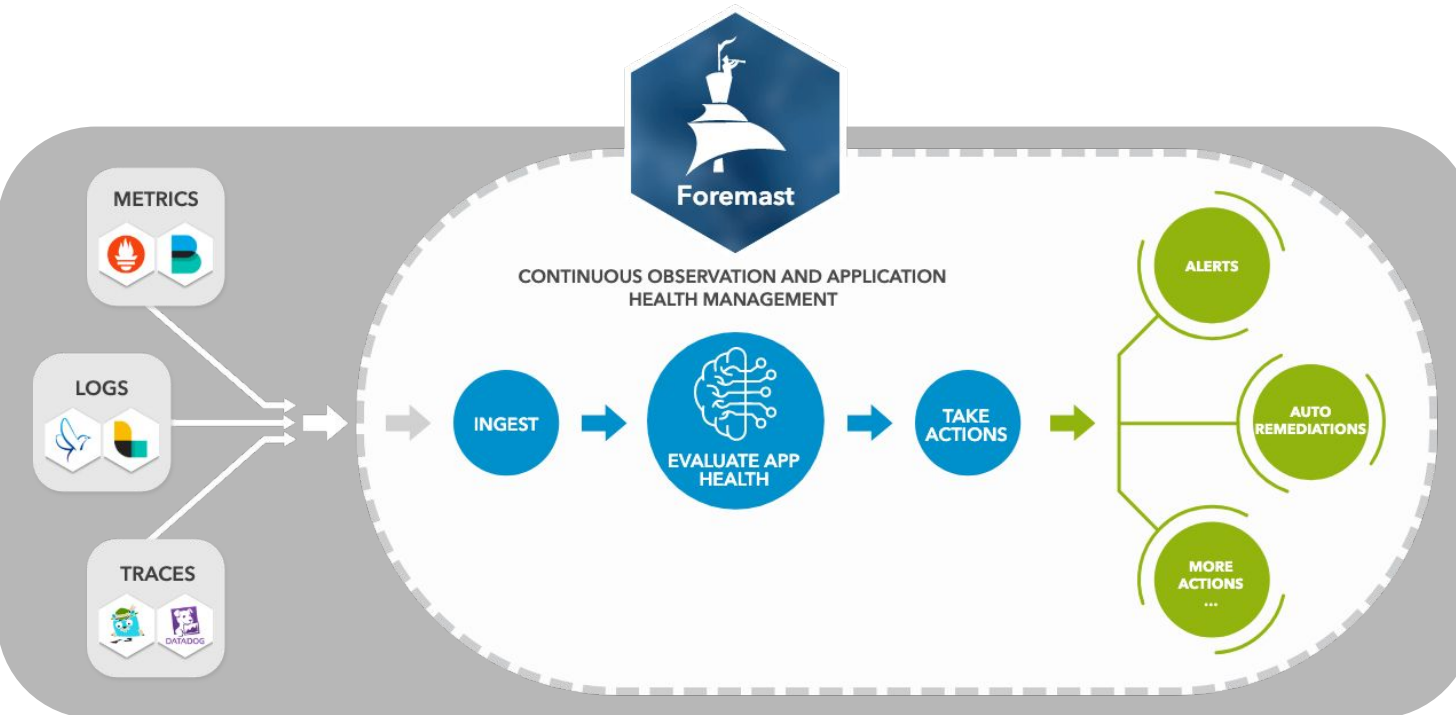 Foremast
METRICS
CONTINUOUS OBSERVATION AND APPLICATION
HEALTH MANAGEMENT
LOGS
TRACES
DATADOG
INGEST
EVALUATE APP
HEALTH
TAKE
ACTIONS
ALERTS
AUTO
REMEDIATIONS
MORE
ACTIONS
...